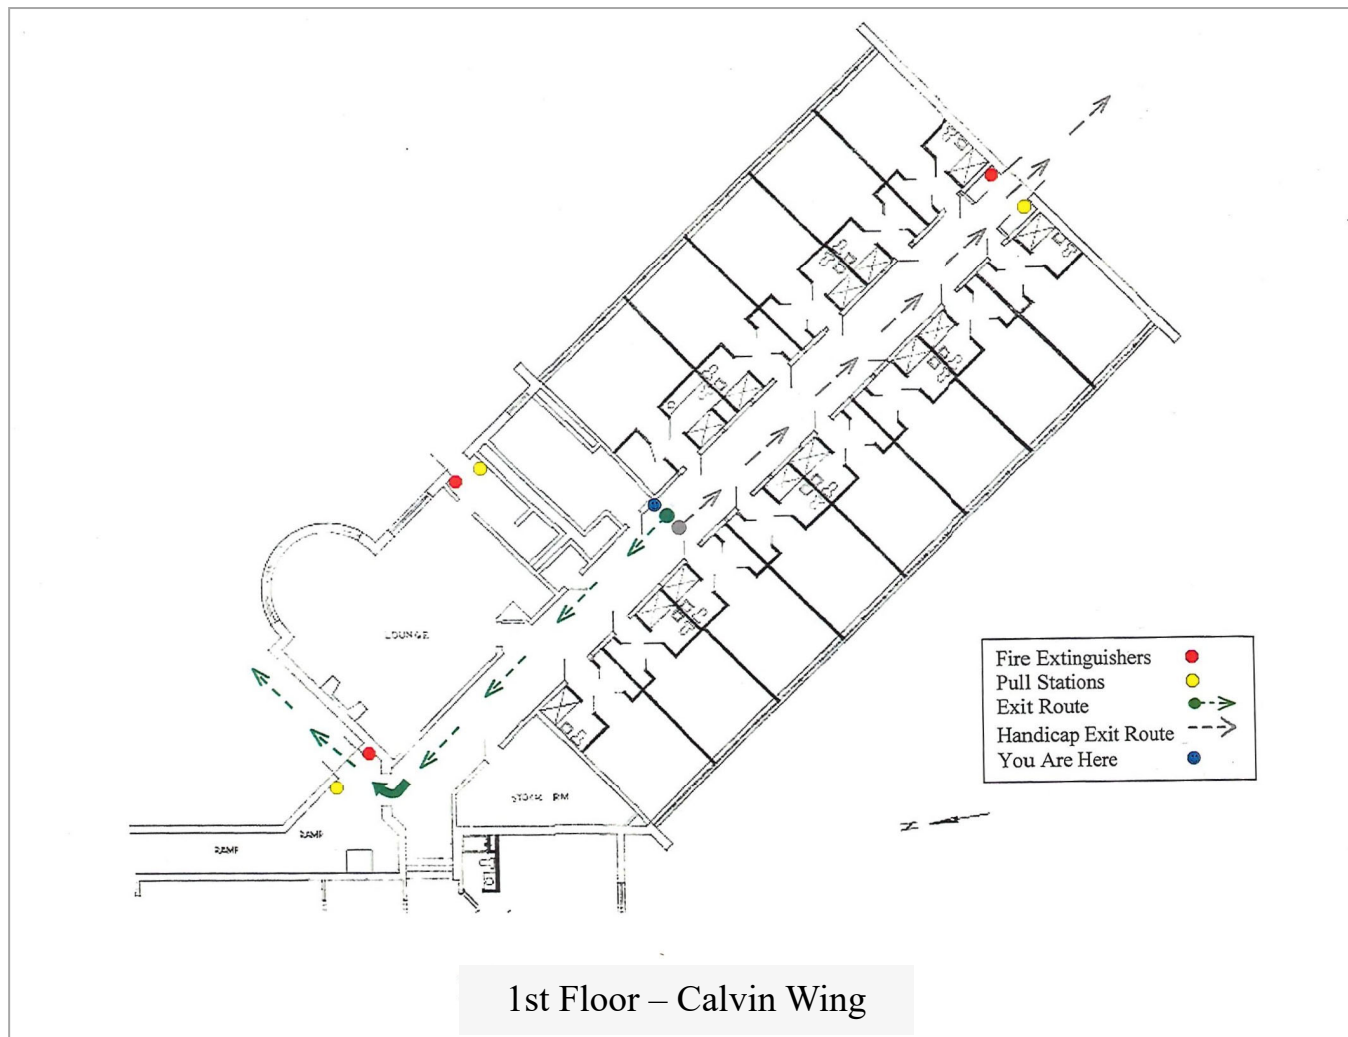 LOUNGE
STORE RM
RAMP
RAMP
Fire Extinguishers
Pull Stations
Exit Route
Handicap Exit Route
You Are Here
N
1st Floor – Calvin Wing